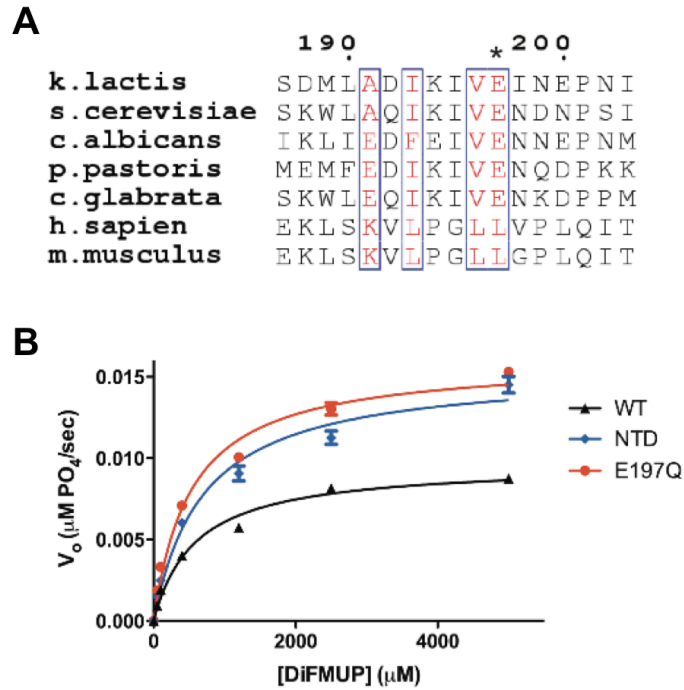 A
190 * 200
k.lactis SDMLADIKIVEINEPNI
s.cerevisiae SKWLAQIKIVENDNPSI
c.albicans IKLIEDFEIVENNEPNM
p.pastoris MEMFEDIKIVENQDPKK
c.glabrata SKWLEQIKIVENKDPPM
h.sapien EKLSKVLPGLLVPLQIT
m.musculus EKLSKVLPGLLGPLQIT
B
0.015
0.010
0.005
0.000
0 2000 4000
V₀ (μM PO₄/sec)
[DiFMUP] (μM)
WT
NTD
E197Q